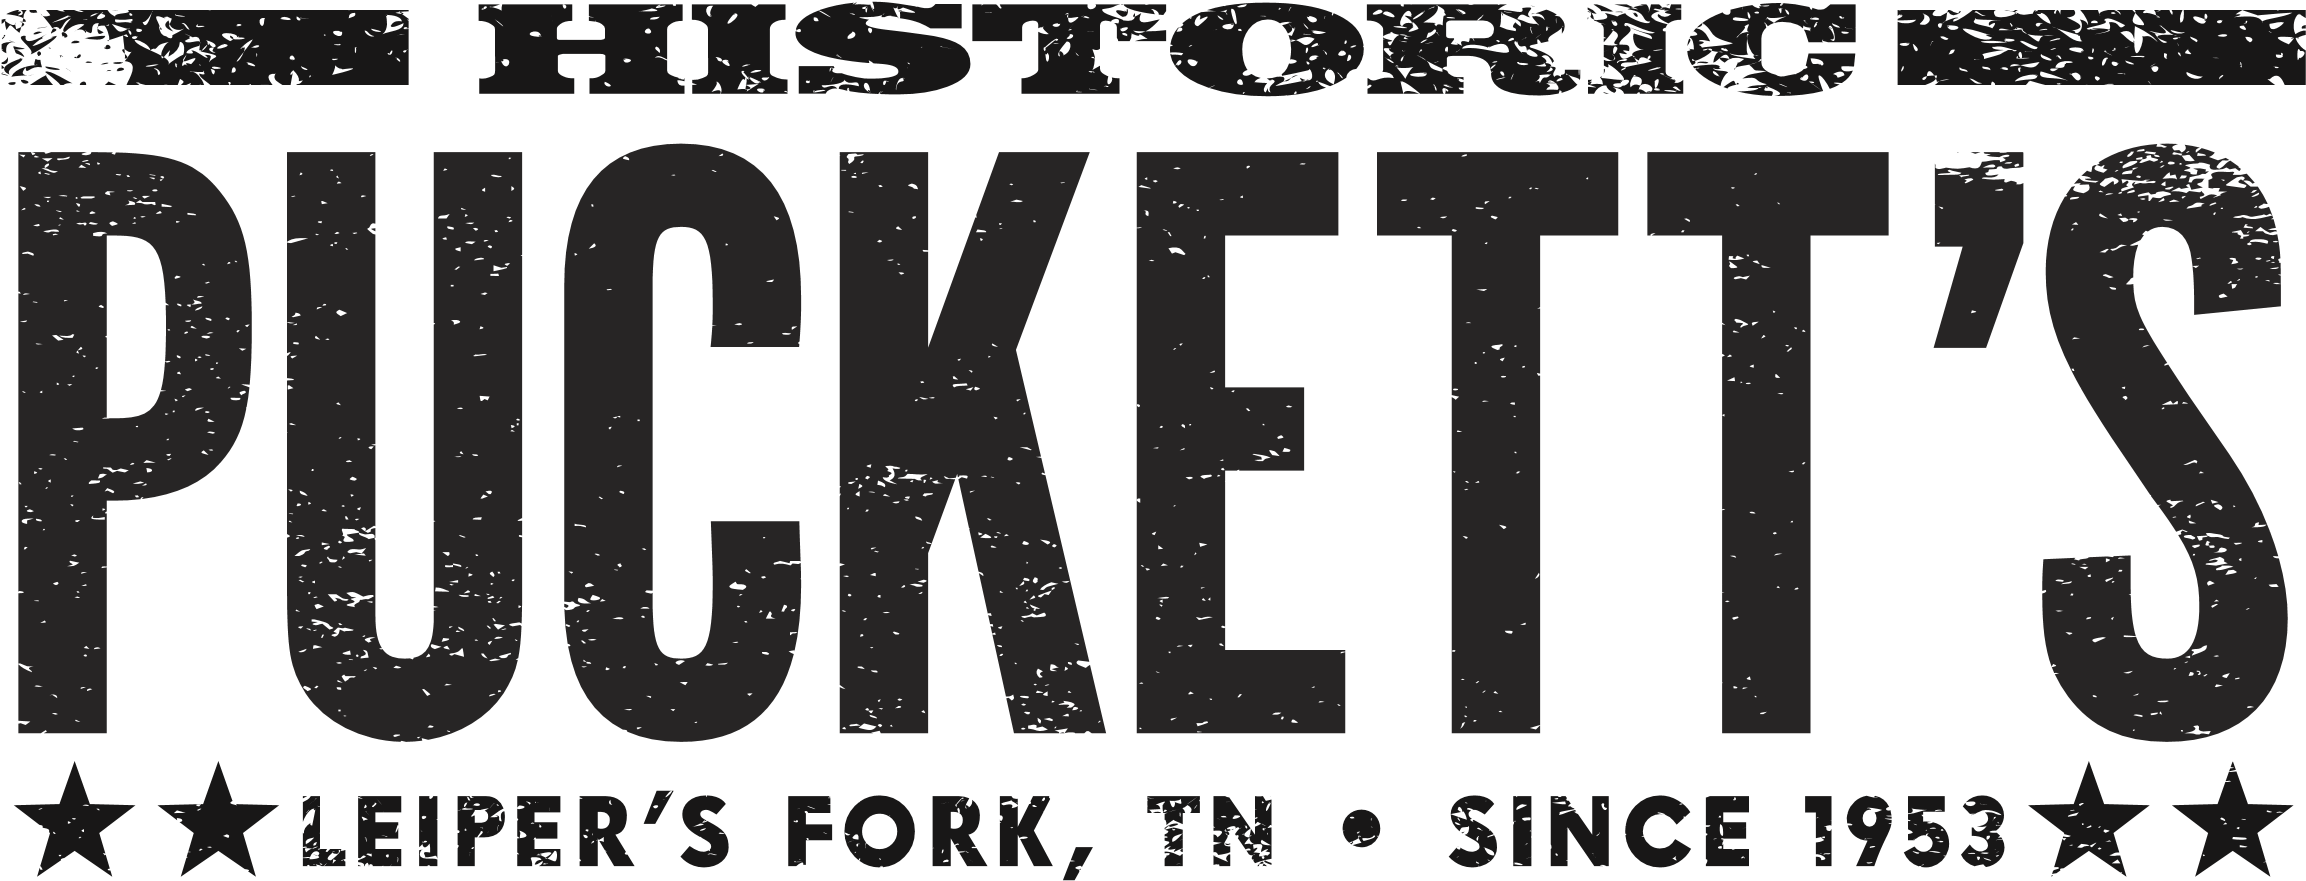 HISTORIC
PUCKETT'S
LEIPER'S FORK, TN • SINCE 1953